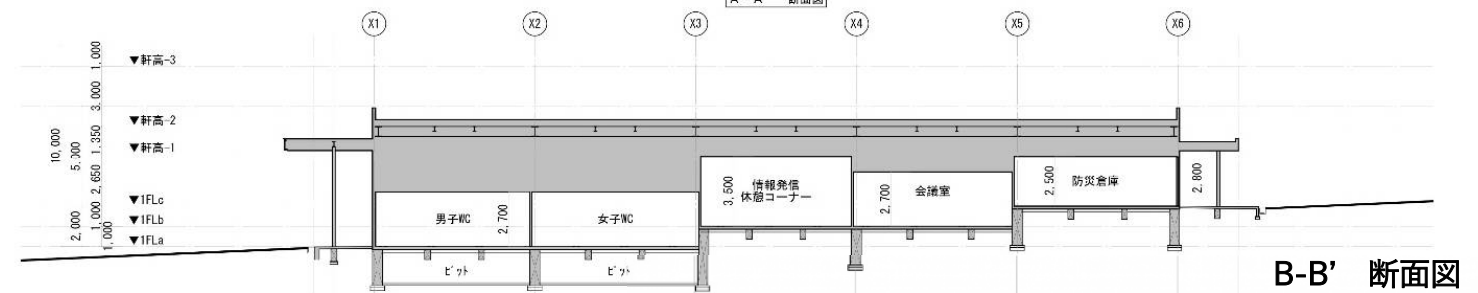 A - A' 断面図
X1 X2 X3 X4 X5 X6
▼軒高-3
▼軒高-2
▼軒高-1
▼1FLc
▼1FLb
▼1FLa
1,000
3,000
1,350
2,650
1,000
1,000
10,000
5,000
2,000
男子WC
2,700
女子WC
3,500
情報発信
休憩コーナー
2,700
会議室
2,500
防災倉庫
2,800
ピット
ピット
B-B’ 断面図